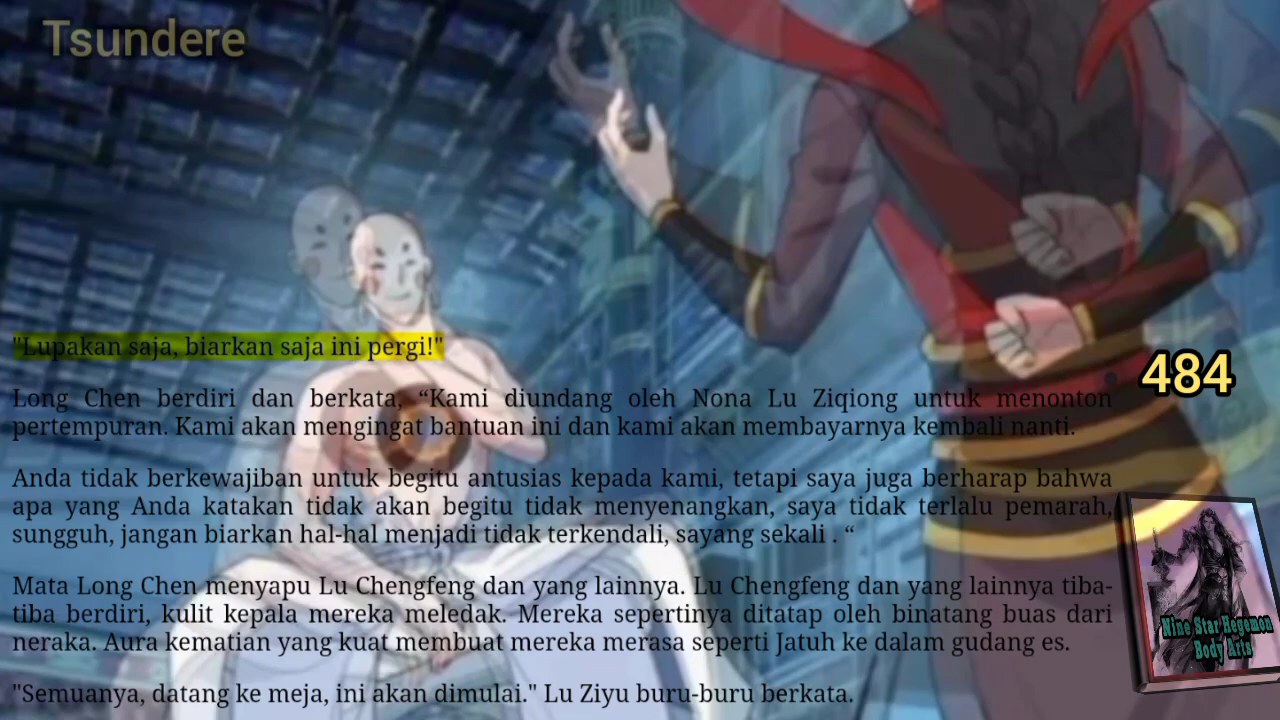 Tsundere
"Lupakan saja, biarkan saja ini pergi!"
484
Long Chen berdiri dan berkata, “Kami diundang oleh Nona Lu Ziqiong untuk menonton
pertempuran. Kami akan mengingat bantuan ini dan kami akan membayarnya kembali nanti.
Anda tidak berkewajiban untuk begitu antusias kepada kami, tetapi saya juga berharap bahwa
apa yang Anda katakan tidak akan begitu tidak menyenangkan, saya tidak terlalu pemarah,
sungguh, jangan biarkan hal-hal menjadi tidak terkendali, sayang sekali . “
Mata Long Chen menyapu Lu Chengfeng dan yang lainnya. Lu Chengfeng dan yang lainnya tiba-
tiba berdiri, kulit kepala mereka meledak. Mereka sepertinya ditatap oleh binatang buas dari
neraka. Aura kematian yang kuat membuat mereka merasa seperti Jatuh ke dalam gudang es.
"Semuanya, datang ke meja, ini akan dimulai." Lu Ziyu buru-buru berkata.
Nine Star Hegemon
Body Arts